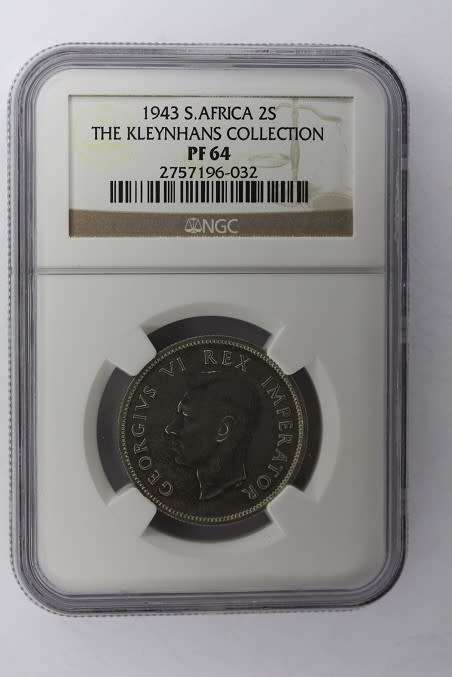 1943 S.AFRICA 2S
THE KLEYNHANS COLLECTION
PF 64
2757196-032
NGC
GEORGIVS VI REX IMPERATOR